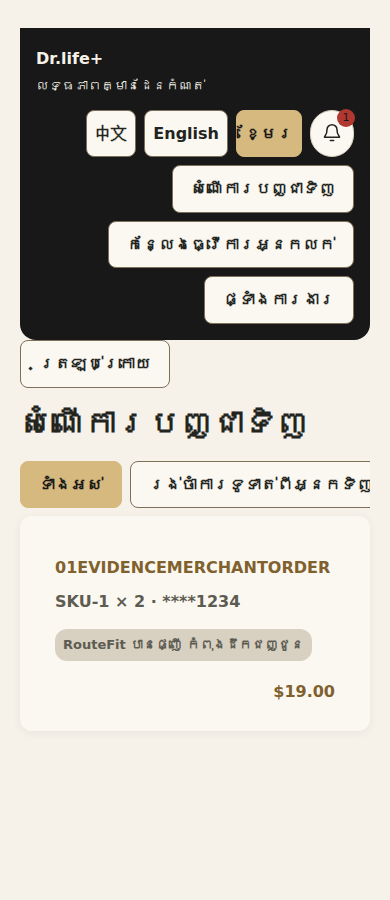 Dr.life+
លទ្ធភាពគ្មានដែនកំណត់
中文
English
ខ្មែរ
1
សំណើការបញ្ជាទិញ
កន្លែងធ្វើការអ្នកលក់
ផ្ទាំងការងារ
ត្រឡប់ក្រោយ
សំណើការបញ្ជាទិញ
ទាំងអស់
រង់ចាំការទូទាត់ពីអ្នកទិញ
01EVIDENCEMERCHANTORDER
SKU-1 × 2 · ****1234
RouteFit បានផ្ញើ កំពុងដឹកជញ្ជូន
$19.00